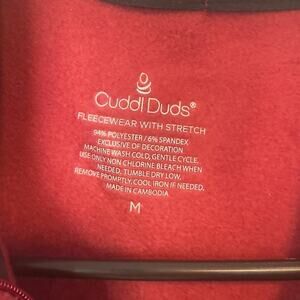 Cuddl Duds®
FLEECEWEAR WITH STRETCH
94% POLYESTER / 6% SPANDEX
EXCLUSIVE OF DECORATION
MACHINE WASH COLD, GENTLE CYCLE.
USE ONLY NON CHLORINE BLEACH WHEN
NEEDED, TUMBLE DRY LOW.
REMOVE PROMPTLY; COOL IRON IF NEEDED.
MADE IN CAMBODIA
M